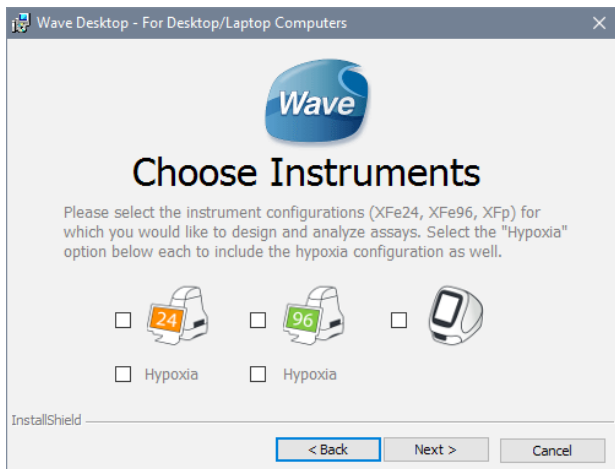 Wave Desktop - For Desktop/Laptop Computers
Wave
Choose Instruments
Please select the instrument configurations (XFe24, XFe96, XFp) for
which you would like to design and analyze assays. Select the "Hypoxia"
option below each to include the hypoxia configuration as well.
24 96
Hypoxia Hypoxia
InstallShield
< Back Next > Cancel